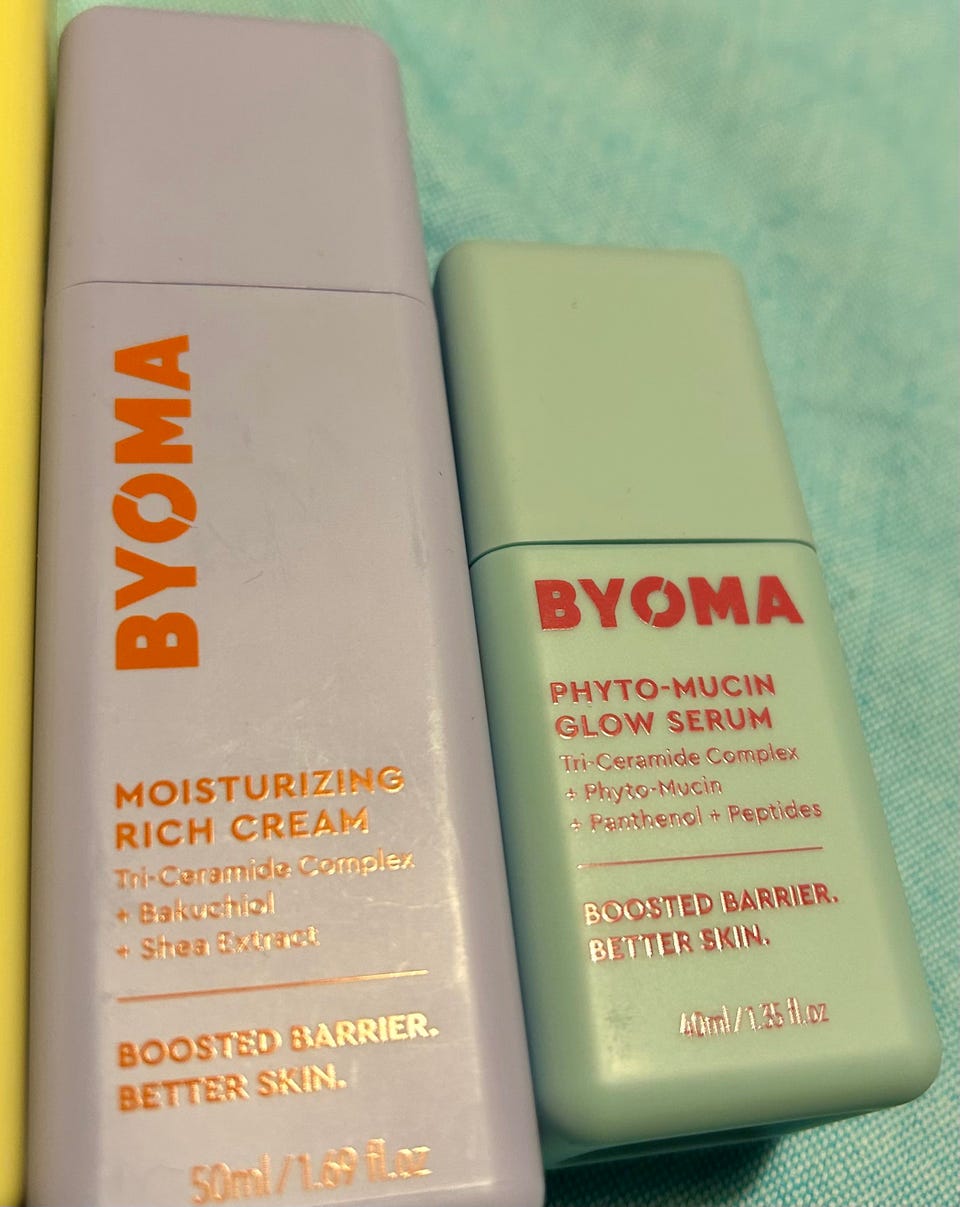 BYOMA
MOISTURIZING
RICH CREAM
Tri-Ceramide Complex
+ Bakuchiol
+ Shea Extract
BOOSTED BARRIER.
BETTER SKIN.
50ml/1.69 fl.oz
BYOMA
PHYTO-MUCIN
GLOW SERUM
Tri-Ceramide Complex
+ Phyto-Mucin
+ Panthenol + Peptides
BOOSTED BARRIER.
BETTER SKIN.
40ml/1.35 fl.oz